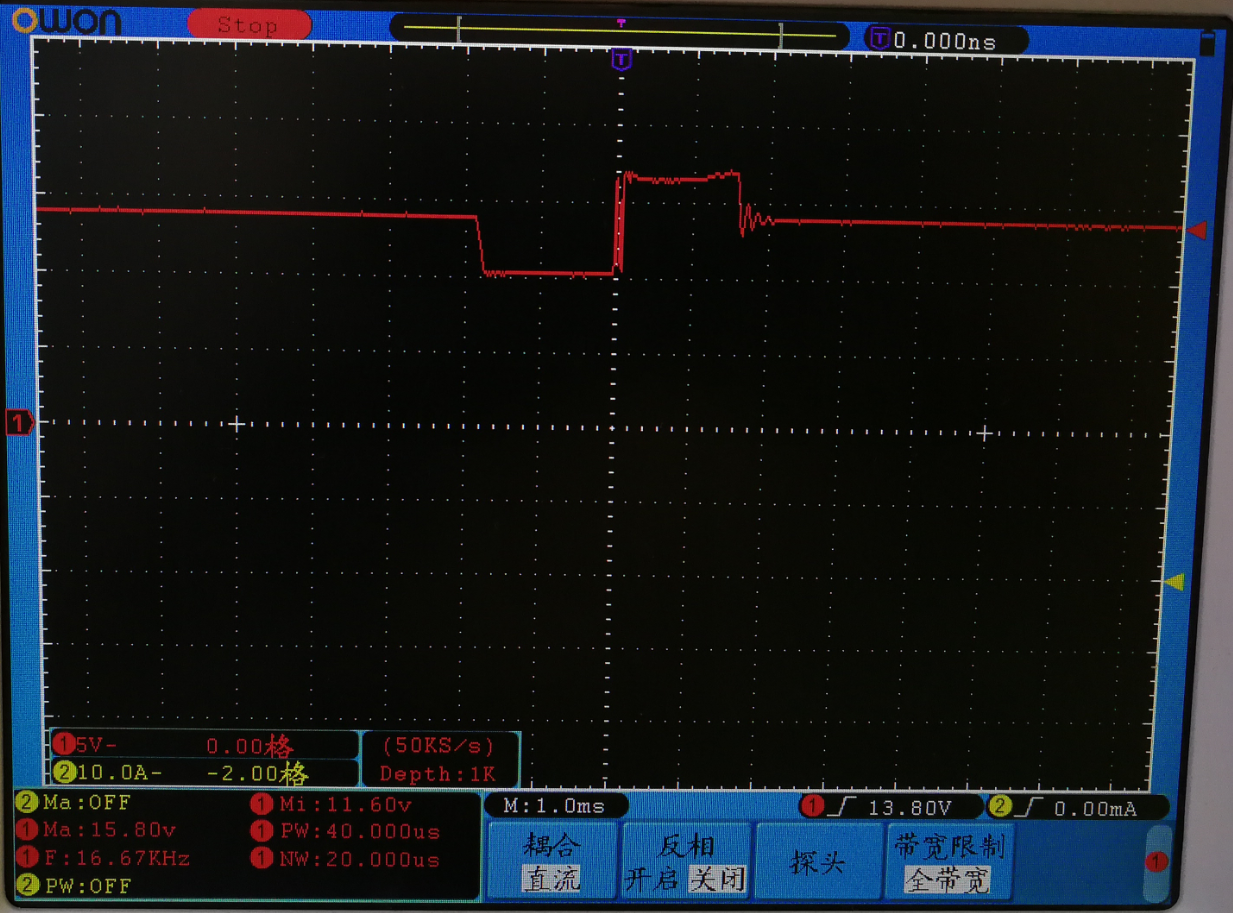 OWON Stop T 0.000ns
T
T
1
1 5V- 0.00格 (50KS/s)
2 10.0A- -2.00格 Depth:1K
2 Ma:OFF 1 Mi:11.60v M:1.0ms 1 13.80V 2 0.00mA
1 Ma:15.80v 1 PW:40.000us
1 F:16.67KHz 1 NW:20.000us
2 PW:OFF
耦合 反相 探头 带宽限制 1
直流 开启 关闭 全带宽